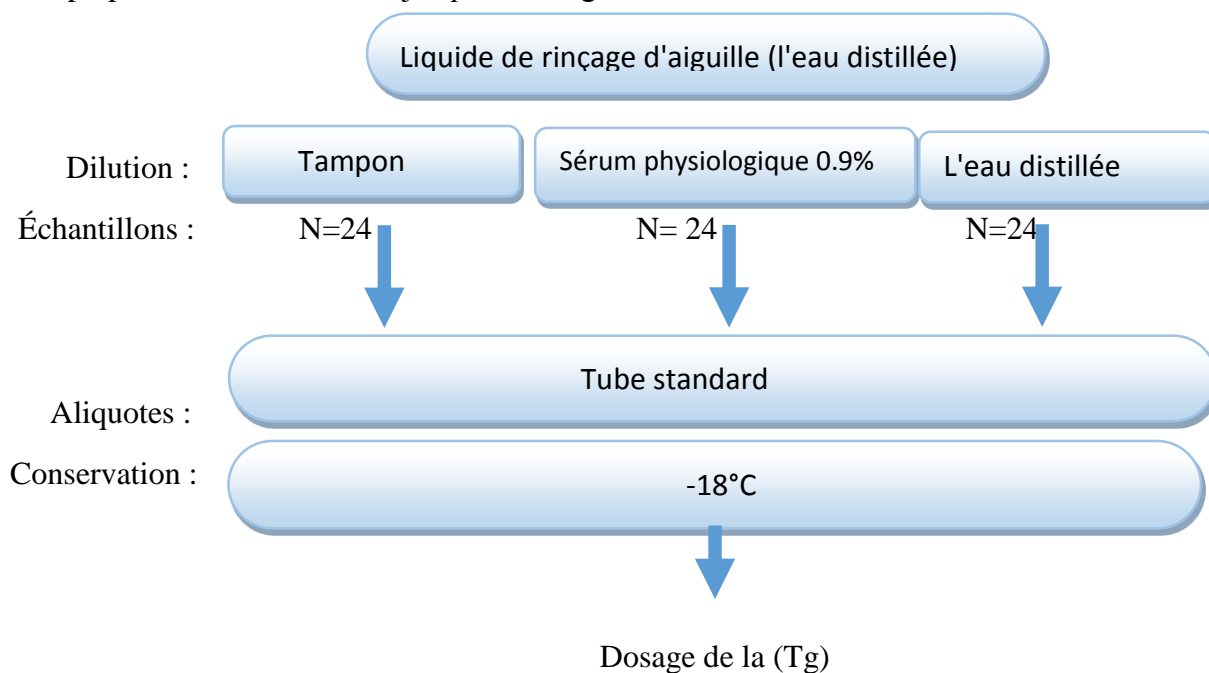 Liquide de rinçage d'aiguille (l'eau distillée)
Dilution : Tampon Sérum physiologique 0.9% L'eau distillée
Échantillons : N=24 N= 24 N=24
Tube standard
Aliquotes :
Conservation : -18°C
Dosage de la (Tg)